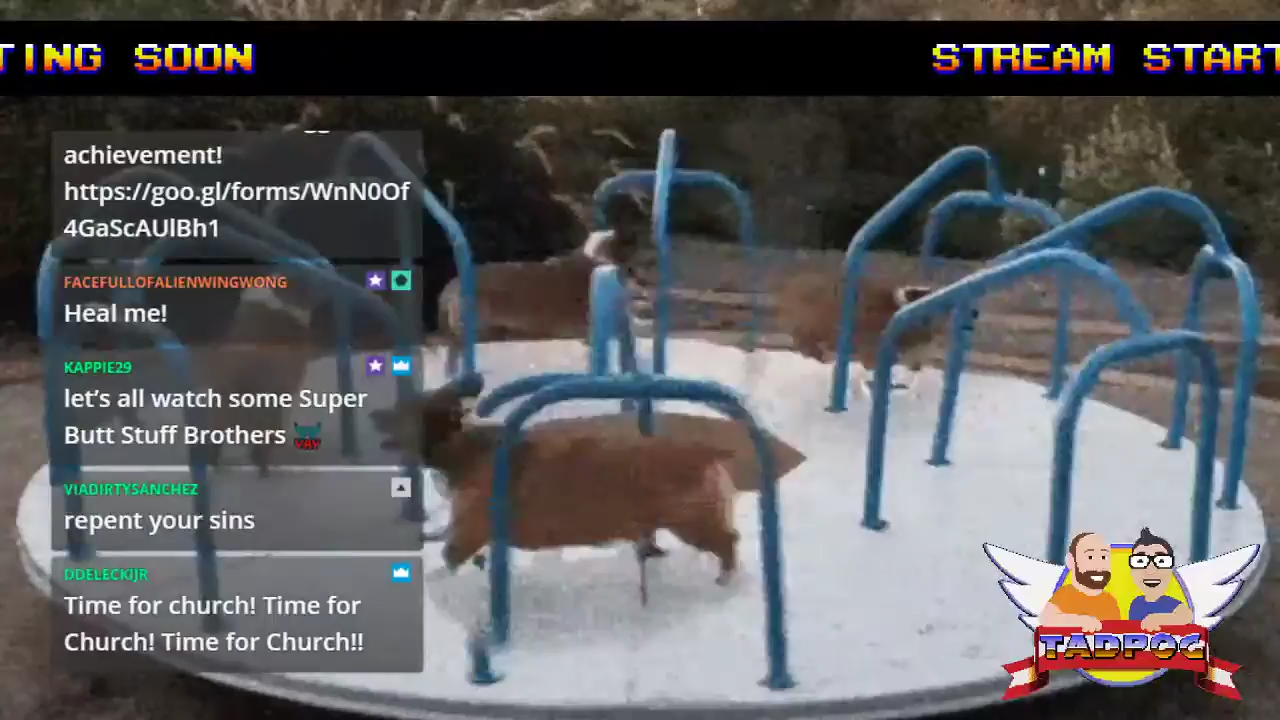 TING SOON
STREAM START
achievement!
https://goo.gl/forms/WnN0Of
4GaScAUlBh1
FACEFULLOFALIENWINGWONG
Heal me!
KAPPIE29
let's all watch some Super
Butt Stuff Brothers
VIADIRTYSANCHEZ
repent your sins
DDELECKIJR
Time for church! Time for
Church! Time for Church!!
TADPOG